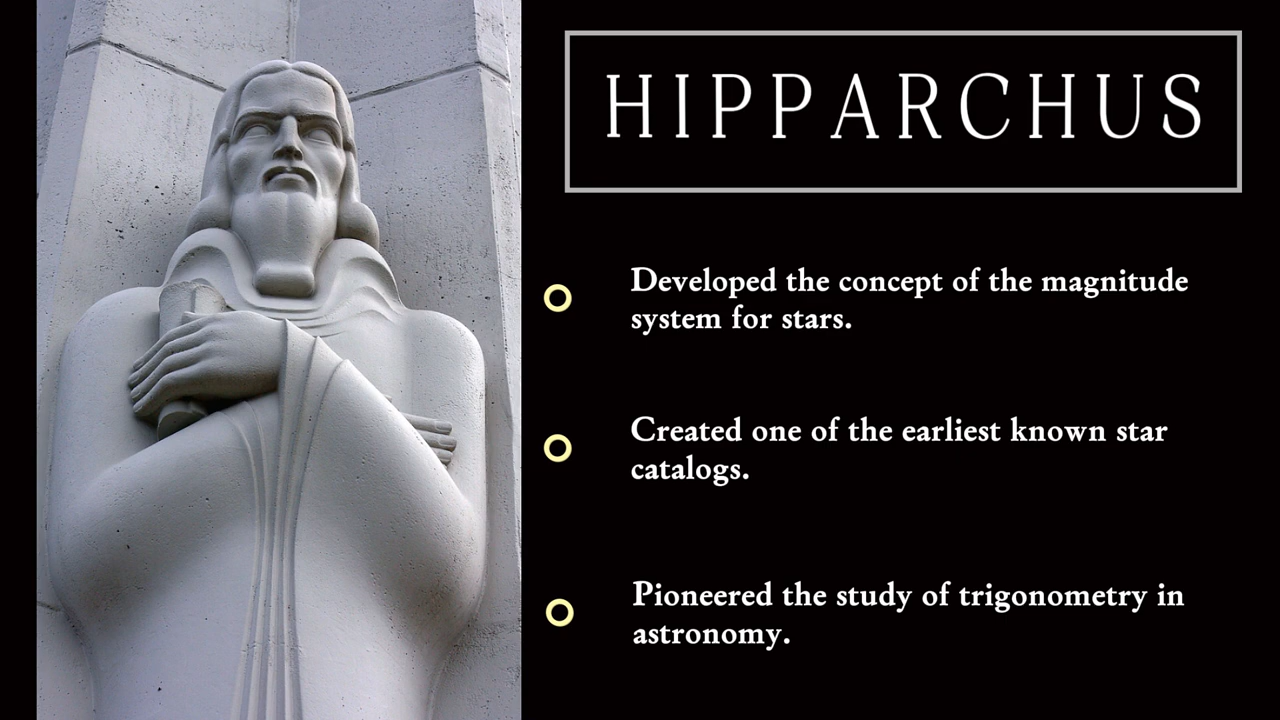 HIPPARCHUS
Developed the concept of the magnitude
system for stars.
Created one of the earliest known star
catalogs.
Pioneered the study of trigonometry in
astronomy.